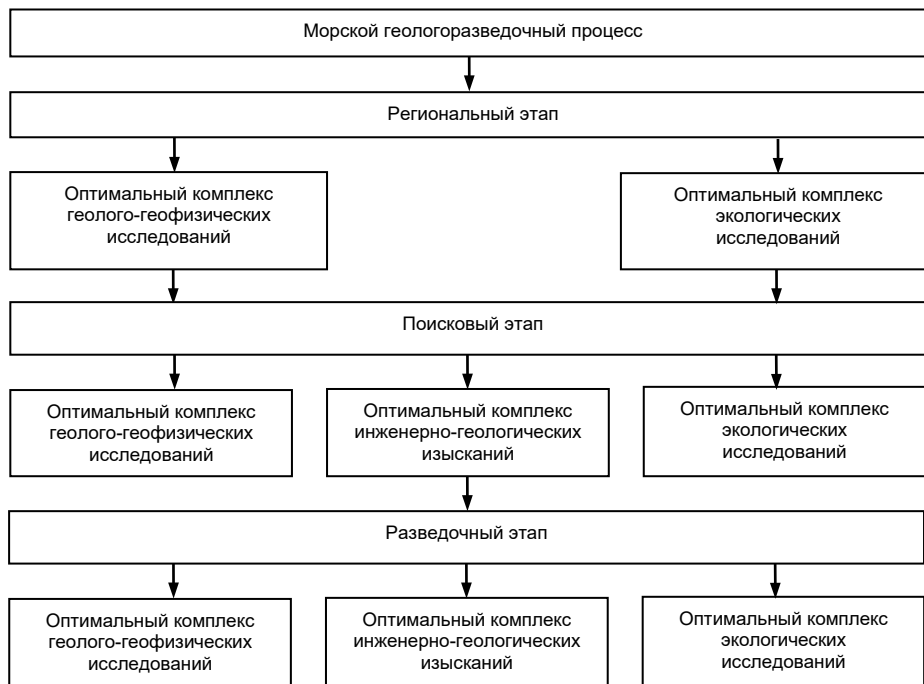 Морской геологоразведочный процесс
Региональный этап
Оптимальный комплекс
геолого-геофизических
исследований
Оптимальный комплекс
экологических
исследований
Поисковый этап
Оптимальный комплекс
геолого-геофизических
исследований
Оптимальный комплекс
инженерно-геологических
изысканий
Оптимальный комплекс
экологических
исследований
Разведочный этап
Оптимальный комплекс
геолого-геофизических
исследований
Оптимальный комплекс
инженерно-геологических
изысканий
Оптимальный комплекс
экологических
исследований